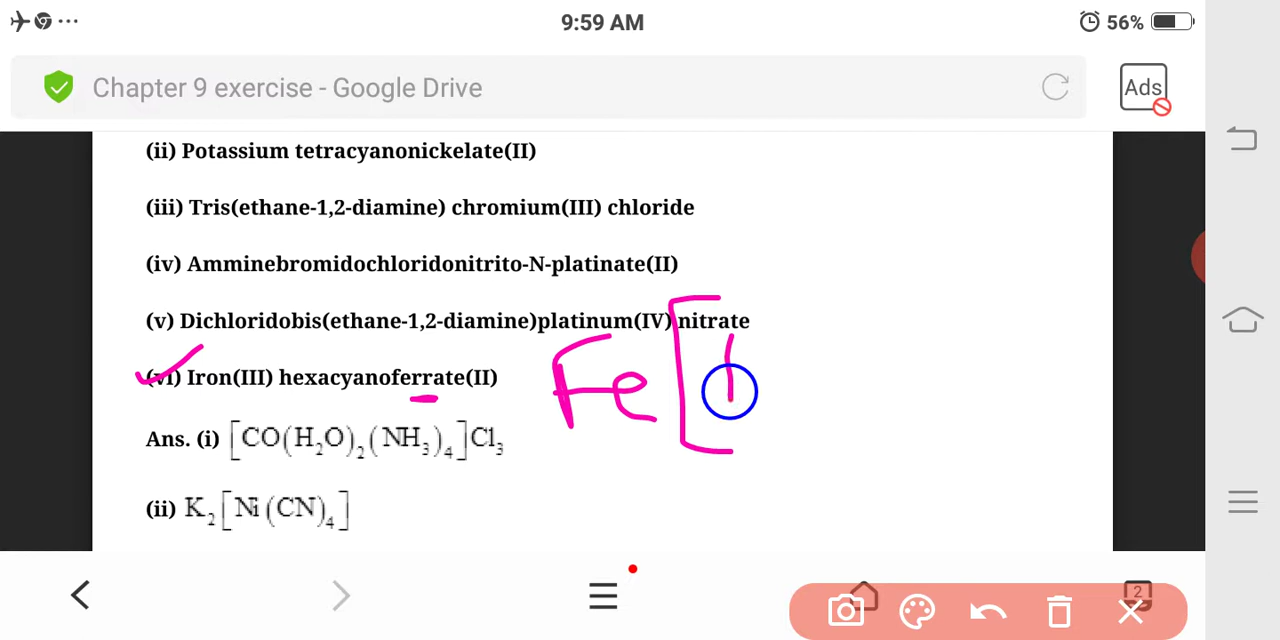 9:59 AM
56%
Chapter 9 exercise - Google Drive
Ads
(ii) Potassium tetracyanonickelate(II)
(iii) Tris(ethane-1,2-diamine) chromium(III) chloride
(iv) Amminebromidochloridonitrito-N-platinate(II)
(v) Dichloridobis(ethane-1,2-diamine)platinum(IV) nitrate
(vi) Iron(III) hexacyanoferrate(II)
Fe[
Ans. (i) [CO(H₂O)₂(NH₃)₄]Cl₃
(ii) K₂[Ni(CN)₄]
2